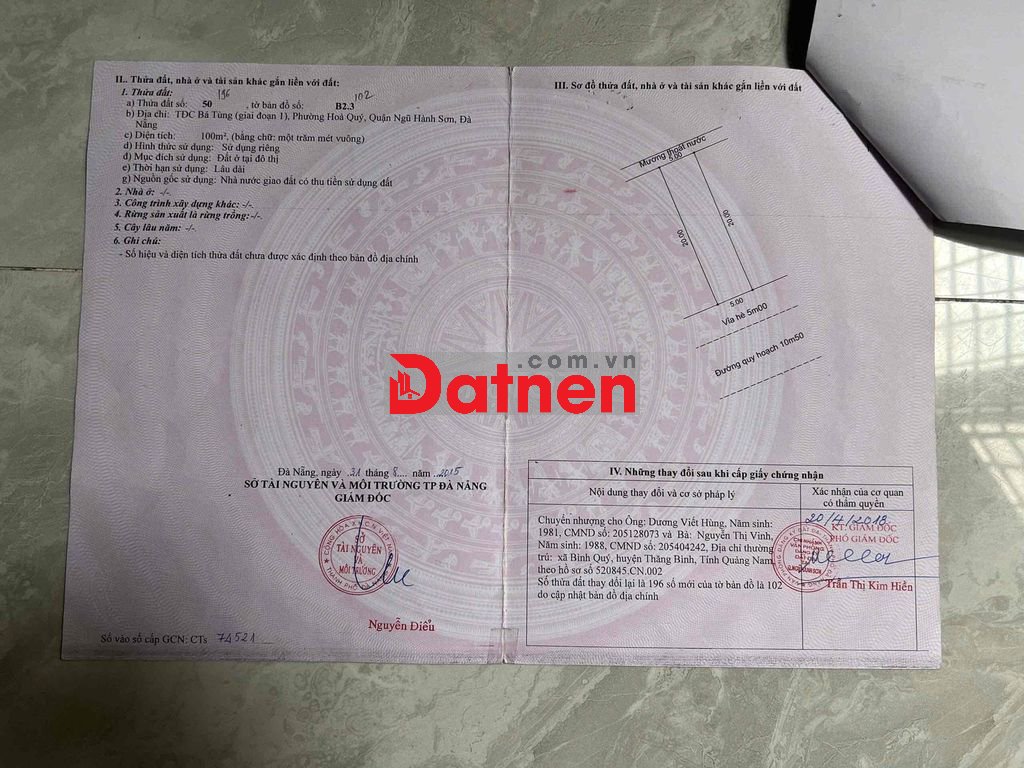 II. Thửa đất, nhà ở và tài sản khác gắn liền với đất:
1. Thửa đất:
196
102
a) Thửa đất số: 50 , tờ bản đồ số: B2.3
b) Địa chỉ: TĐC Bá Tùng (giai đoạn 1), Phường Hoà Quý, Quận Ngũ Hành Sơn, Đà
Nẵng
c) Diện tích: 100m², (bằng chữ: một trăm mét vuông)
d) Hình thức sử dụng: Sử dụng riêng
đ) Mục đích sử dụng: Đất ở tại đô thị
e) Thời hạn sử dụng: Lâu dài
g) Nguồn gốc sử dụng: Nhà nước giao đất có thu tiền sử dụng đất
2. Nhà ở: -/-
3. Công trình xây dựng khác: -/-
4. Rừng sản xuất là rừng trồng:-/-
5. Cây lâu năm: -/-
6. Ghi chú:
- Số hiệu và diện tích thửa đất chưa được xác định theo bản đồ địa chính
Đà Nẵng, ngày .31 tháng 8.... năm ..2015
SỞ TÀI NGUYÊN VÀ MÔI TRƯỜNG TP ĐÀ NẴNG
GIÁM ĐỐC
SỞ
TÀI NGUYÊN
VÀ
MÔI TRƯỜNG
Nguyễn Điểu
Số vào sổ cấp GCN: CTs 74521
III. Sơ đồ thửa đất, nhà ở và tài sản khác gắn liền với đất
Mương thoát nước
5.00
20.00
20.00
5.00
Vỉa hè 5m00
Đường quy hoạch 10m50
.com.vn
Datnen
IV. Những thay đổi sau khi cấp giấy chứng nhận
Nội dung thay đổi và cơ sở pháp lý
Xác nhận của cơ quan
có thẩm quyền
Chuyển nhượng cho Ông: Dương Viết Hùng, Năm sinh:
1981, CMND số: 205128073 và Bà: Nguyễn Thị Vinh,
Năm sinh: 1988, CMND số: 205404242, Địa chỉ thường
trú: xã Bình Quý, huyện Thăng Bình, Tỉnh Quảng Nam
theo hồ sơ số 520845.CN.002
Số thửa đất thay đổi lại là 196 số mới của tờ bản đồ là 102
do cập nhật bản đồ địa chính
20/4/2018
KT. GIÁM ĐỐC
PHÓ GIÁM ĐỐC
Trần Thị Kim Hiền